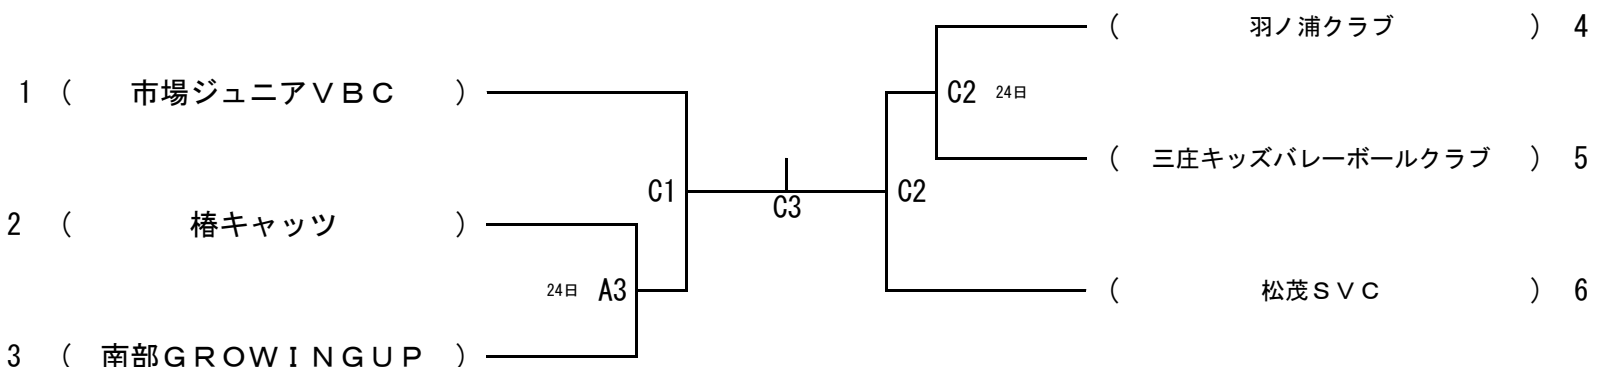 ( 羽ノ浦クラブ ) 4
1 ( 市場ジュニアVBC )
C2 24日
( 三庄キッズバレーボールクラブ ) 5
C1
C3
C2
2 ( 椿キャッツ )
24日 A3
( 松茂SVC ) 6
3 ( 南部GROWINGUP )